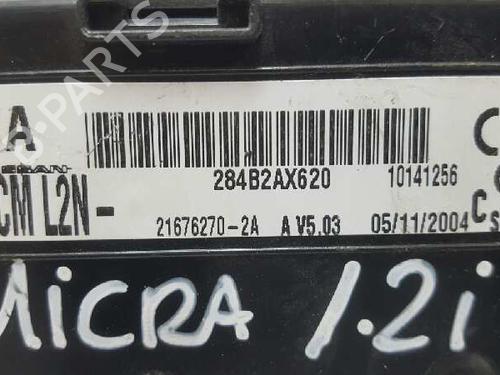 A
C
284B2AX620
10141256
CM L2N-
21676270-2A A V5.03 05/11/2004
C
MiCRA 1.2i
B-PARTS